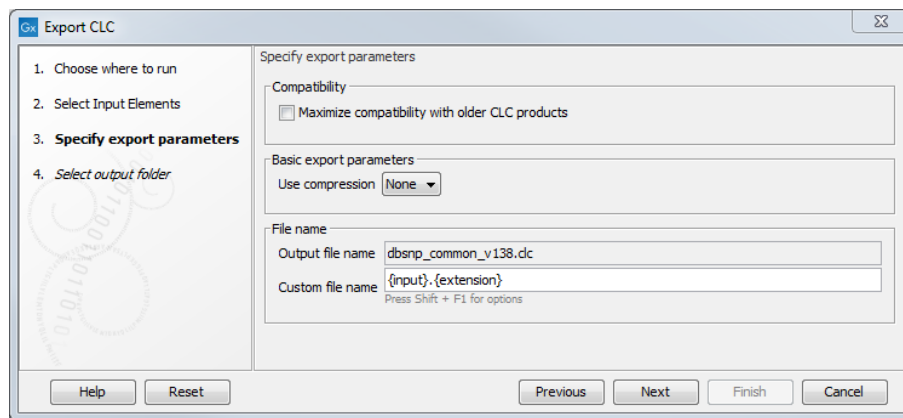 Gx Export CLC
1. Choose where to run
2. Select Input Elements
3. Specify export parameters
4. Select output folder
Specify export parameters
Compatibility
Maximize compatibility with older CLC products
Basic export parameters
Use compression None
File name
Output file name dbsnp_common_v138.clc
Custom file name {input}.{extension}
Press Shift + F1 for options
Help Reset Previous Next Finish Cancel